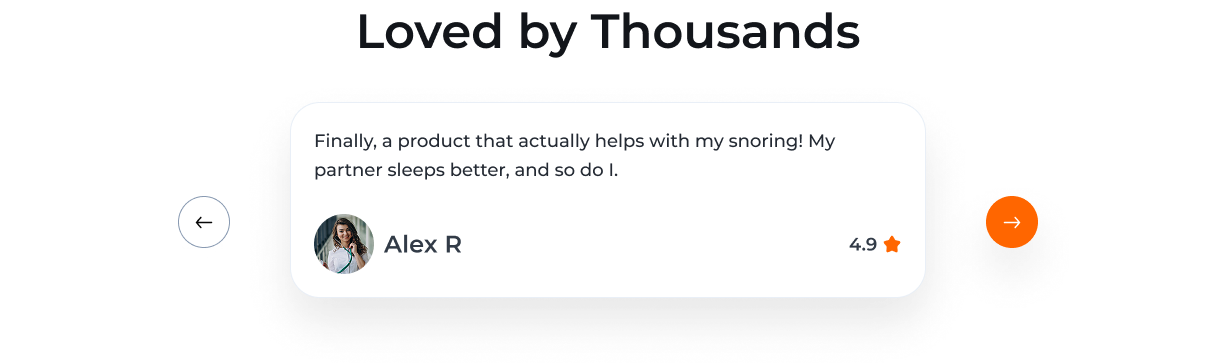 Loved by Thousands
Finally, a product that actually helps with my snoring! My
partner sleeps better, and so do I.
Alex R
4.9